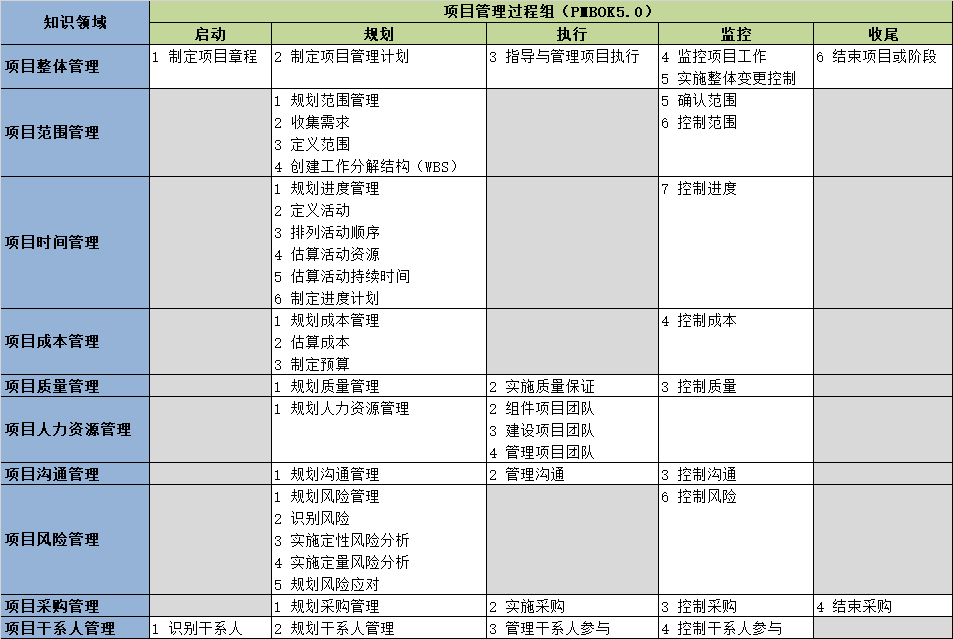 知识领域
项目管理过程组（PMBOK5.0）
启动 规划 执行 监控 收尾
项目整体管理
1 制定项目章程
2 制定项目管理计划
3 指导与管理项目执行
4 监控项目工作
5 实施整体变更控制
6 结束项目或阶段
项目范围管理
1 规划范围管理
2 收集需求
3 定义范围
4 创建工作分解结构（WBS）
5 确认范围
6 控制范围
项目时间管理
1 规划进度管理
2 定义活动
3 排列活动顺序
4 估算活动资源
5 估算活动持续时间
6 制定进度计划
7 控制进度
项目成本管理
1 规划成本管理
2 估算成本
3 制定预算
4 控制成本
项目质量管理
1 规划质量管理
2 实施质量保证
3 控制质量
项目人力资源管理
1 规划人力资源管理
2 组件项目团队
3 建设项目团队
4 管理项目团队
项目沟通管理
1 规划沟通管理
2 管理沟通
3 控制沟通
项目风险管理
1 规划风险管理
2 识别风险
3 实施定性风险分析
4 实施定量风险分析
5 规划风险应对
6 控制风险
项目采购管理
1 规划采购管理
2 实施采购
3 控制采购
4 结束采购
项目干系人管理
1 识别干系人
2 规划干系人管理
3 管理干系人参与
4 控制干系人参与